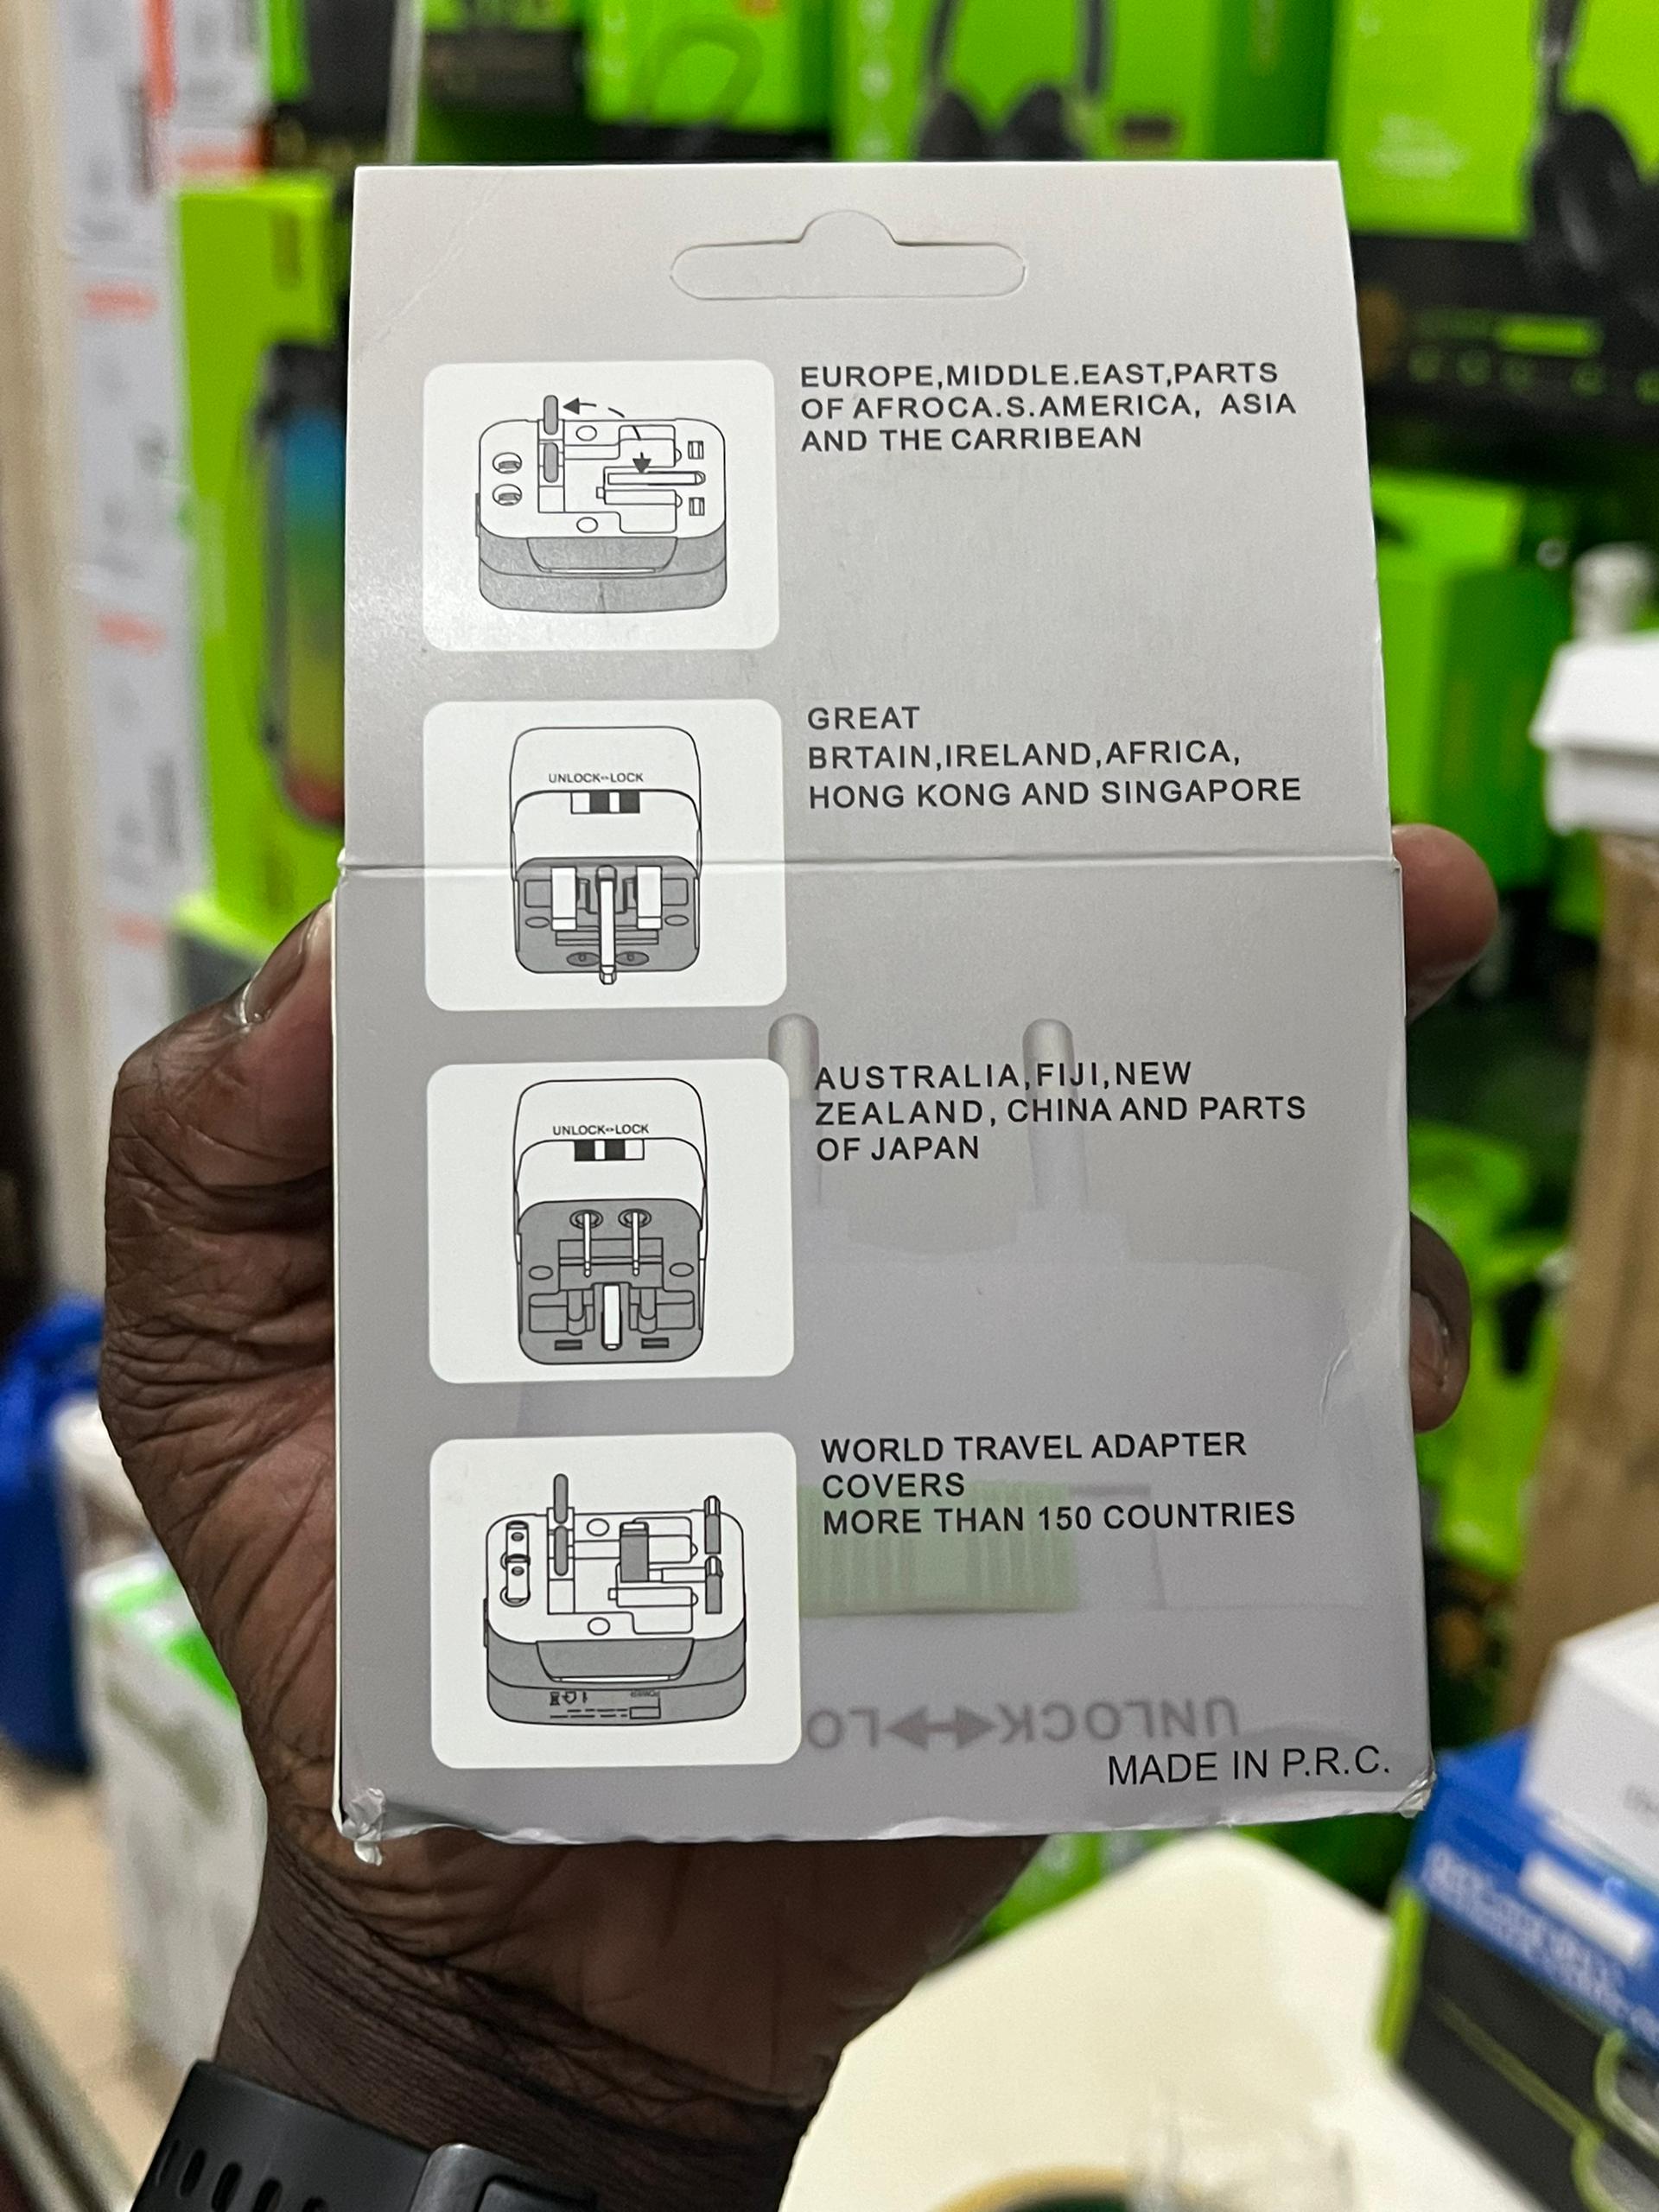 EUROPE,MIDDLE.EAST,PARTS
OF AFROCA.S.AMERICA, ASIA
AND THE CARRIBEAN
UNLOCK↔LOCK
GREAT
BRTAIN,IRELAND,AFRICA,
HONG KONG AND SINGAPORE
UNLOCK↔LOCK
AUSTRALIA,FIJI,NEW
ZEALAND, CHINA AND PARTS
OF JAPAN
WORLD TRAVEL ADAPTER
COVERS
MORE THAN 150 COUNTRIES
UNLOCK↔LO
MADE IN P.R.C.